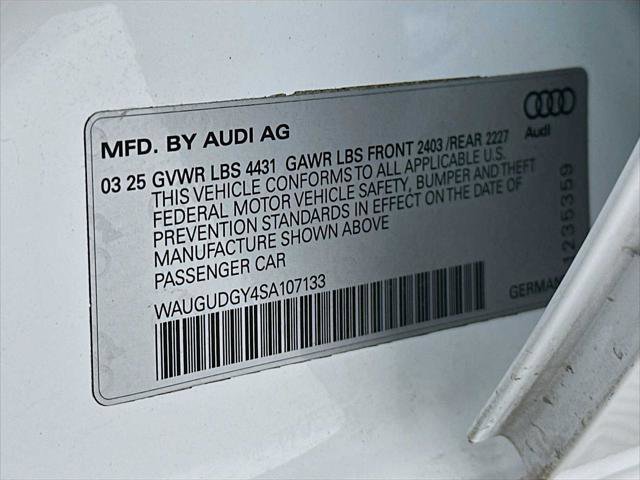 MFD. BY AUDI AG
Audi
03 25 GVWR LBS 4431 GAWR LBS FRONT 2403 /REAR 2227
THIS VEHICLE CONFORMS TO ALL APPLICABLE U.S.
FEDERAL MOTOR VEHICLE SAFETY, BUMPER AND THEFT
PREVENTION STANDARDS IN EFFECT ON THE DATE OF
MANUFACTURE SHOWN ABOVE
PASSENGER CAR
WAUGUDGY4SA107133
GERMAN
1235359